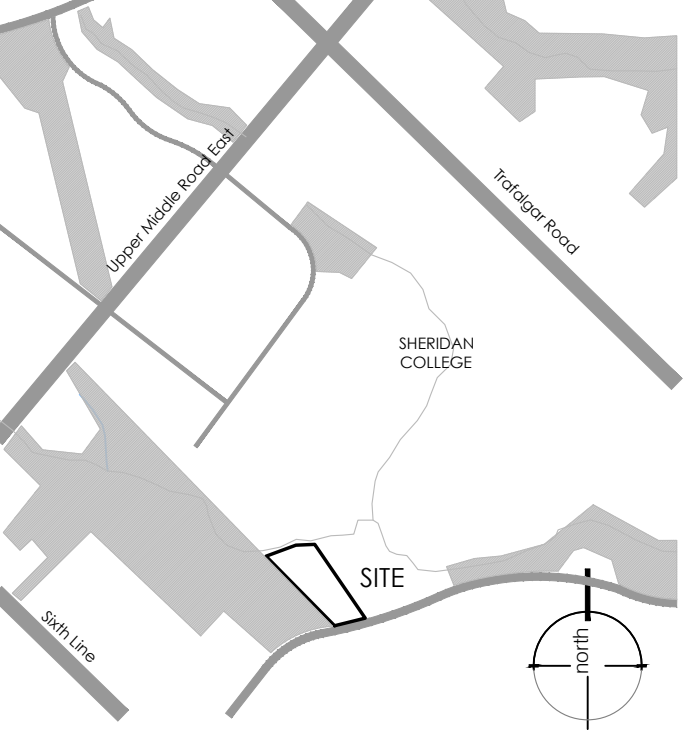 Upper Middle Road East
Trafalgar Road
SHERIDAN
COLLEGE
SITE
Sixth Line
north